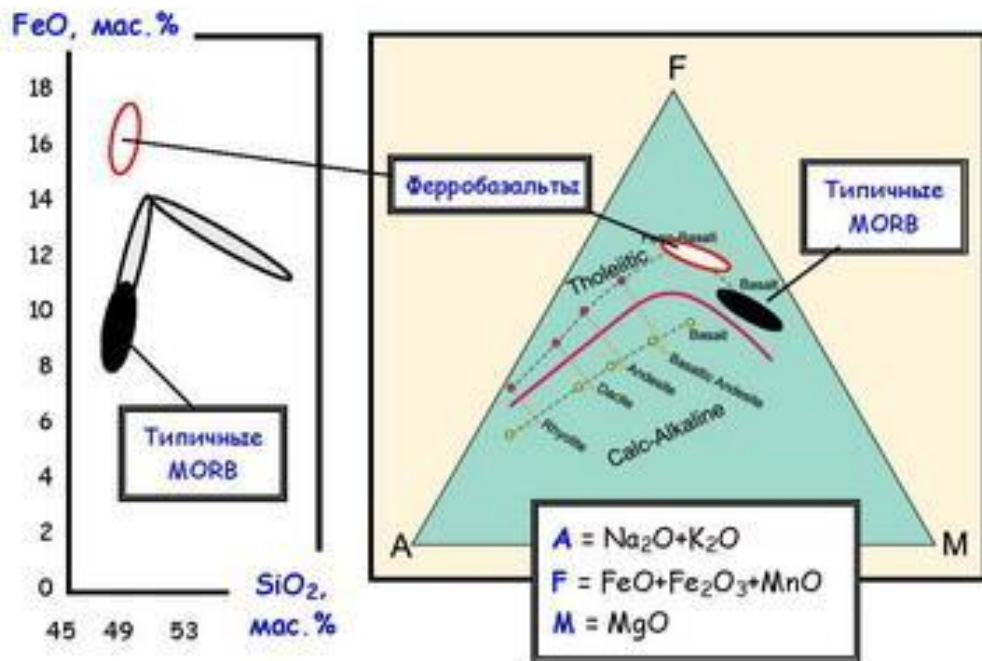 FeO, мас.%
18
16
14
12
10
8
6
4
2
0
45 49 53
SiO₂,
мас.%
Типичные
MORB
Ферробазальты
Типичные
MORB
F
A
M
Tholeiitic
Basalt
Basalt
Basaltic Andesite
Andesite
Dacite
Rhyolite
Calc-Alkaline
A = Na₂O+K₂O
F = FeO+Fe₂O₃+MnO
M = MgO